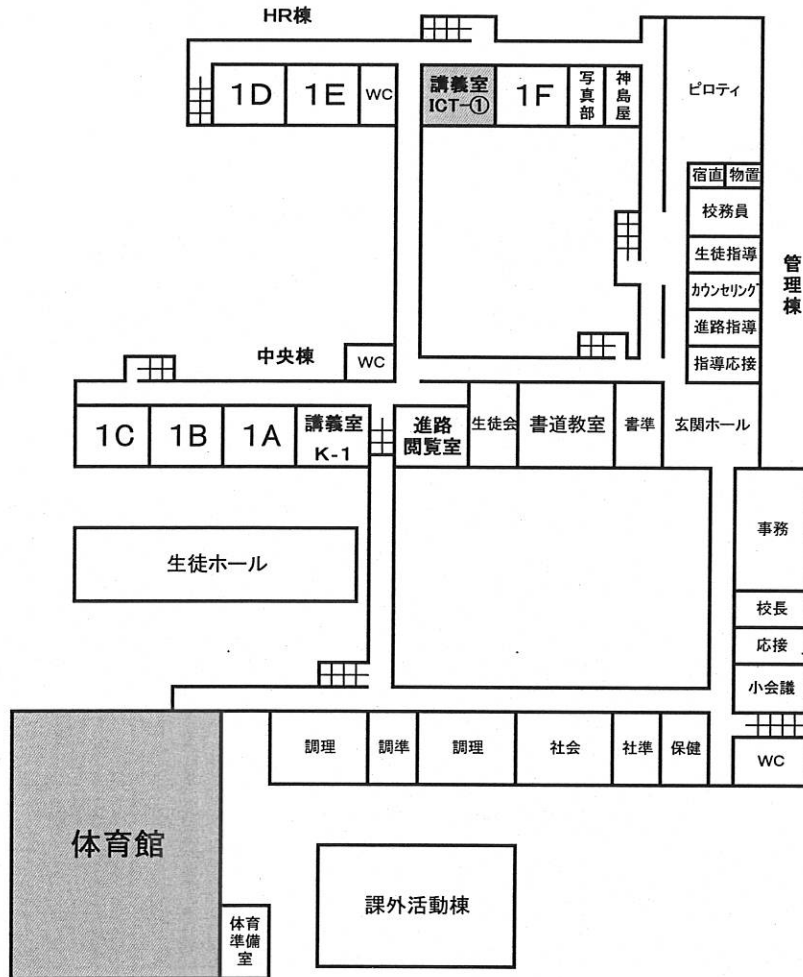 HR棟
1D
1E
WC
講義室
ICT-①
1F
写真部
神島屋
ピロティ
宿直
物置
校務員
生徒指導
カウンセリング
進路指導
指導応接
管理棟
中央棟
WC
1C
1B
1A
講義室
K-1
進路
閲覧室
生徒会
書道教室
書準
玄関ホール
生徒ホール
事務
校長
応接
小会議
調理
調準
調理
社会
社準
保健
WC
体育館
体育
準備
室
課外活動棟